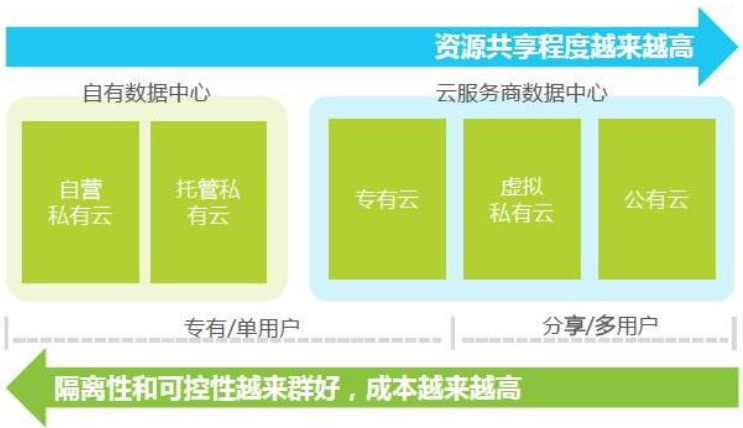 资源共享程度越来越高
自有数据中心
云服务商数据中心
自营
私有云
托管私
有云
专有云
虚拟
私有云
公有云
专有/单用户
分享/多用户
隔离性和可控性越来群好，成本越来越高